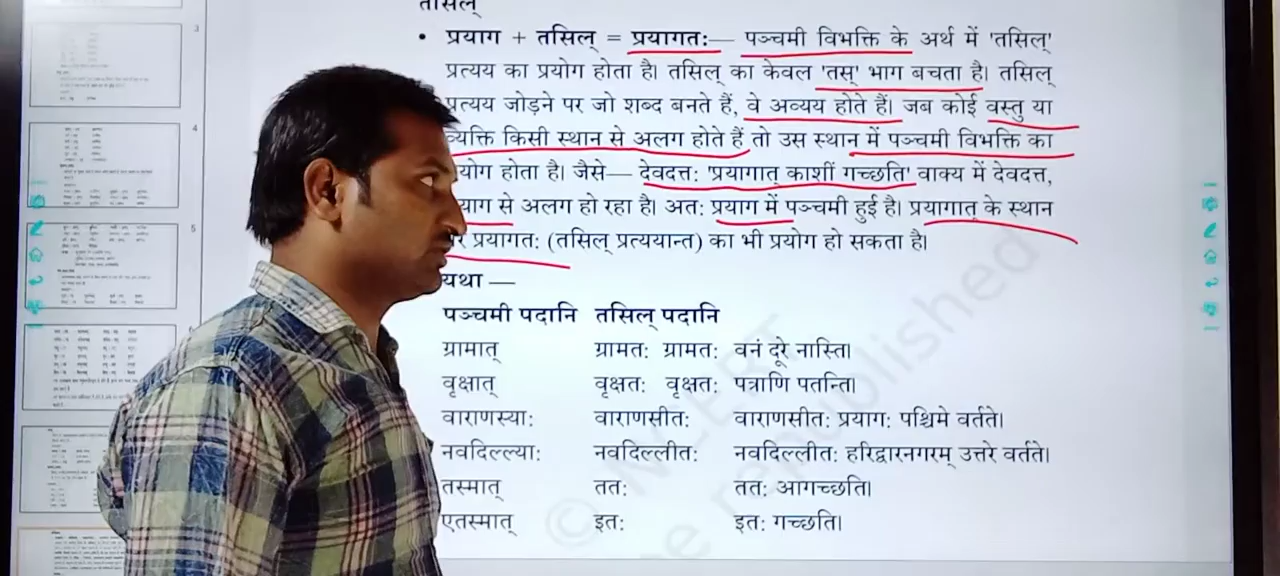 तसिल्
• प्रयाग + तसिल् = प्रयागतः— पञ्चमी विभक्ति के अर्थ में 'तसिल्'
प्रत्यय का प्रयोग होता है। तसिल् का केवल 'तस्' भाग बचता है। तसिल्
प्रत्यय जोड़ने पर जो शब्द बनते हैं, वे अव्यय होते हैं। जब कोई वस्तु या
व्यक्ति किसी स्थान से अलग होते हैं तो उस स्थान में पञ्चमी विभक्ति का
होता है। जैसे— देवदत्तः 'प्रयागात् काशीं गच्छति' वाक्य में देवदत्त,
से अलग हो रहा है। अतः प्रयाग में पञ्चमी हुई है। प्रयागात् के स्थान
प्रयागतः (तसिल् प्रत्ययान्त) का भी प्रयोग हो सकता है।
यथा —
पञ्चमी पदानि तसिल् पदानि
ग्रामात् ग्रामतः ग्रामतः वनं दूरे नास्ति।
वृक्षात् वृक्षतः वृक्षतः पत्राणि पतन्ति।
वाराणस्याः वाराणसीतः वाराणसीतः प्रयागः पश्चिमे वर्तते।
नवदिल्ल्याः नवदिल्लीतः नवदिल्लीतः हरिद्वारनगरम् उत्तरे वर्तते।
तस्मात् ततः ततः आगच्छति।
एतस्मात् इतः इतः गच्छति।
3
4
5